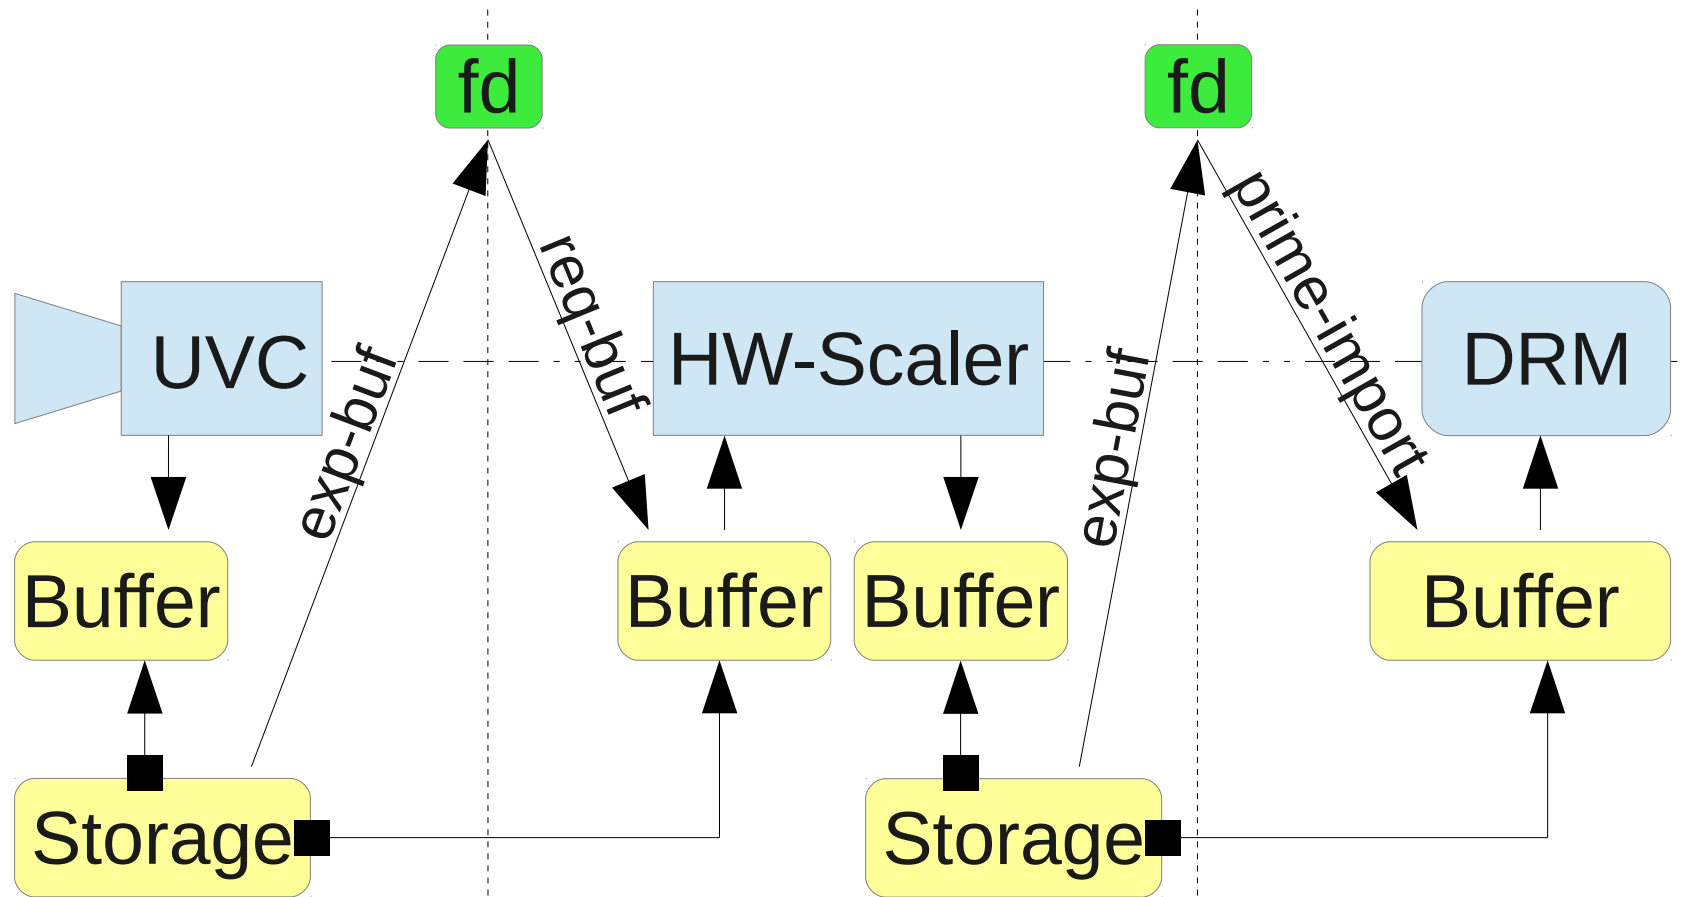 fd
fd
UVC
exp-buf
req-buf
HW-Scaler
exp-buf
prime-import
DRM
Buffer
Buffer
Buffer
Buffer
Storage
Storage